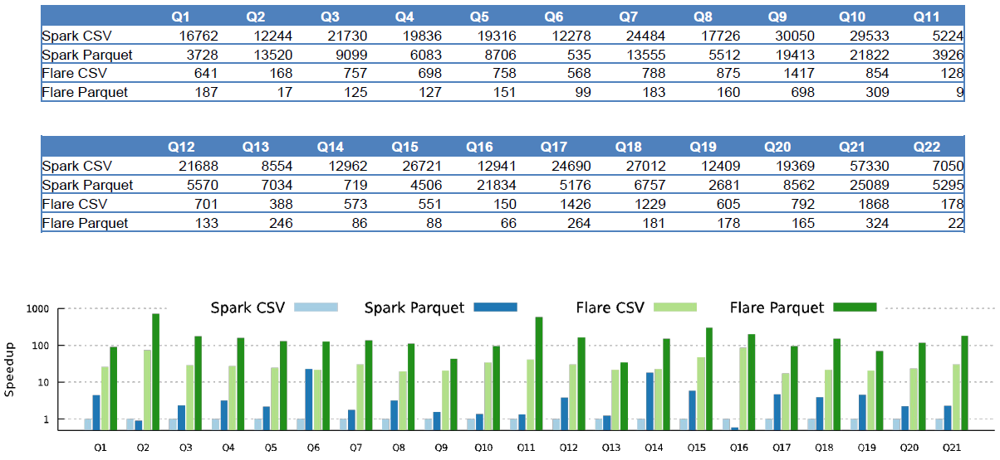 Q1 Q2 Q3 Q4 Q5 Q6 Q7 Q8 Q9 Q10 Q11
Spark CSV 16762 12244 21730 19836 19316 12278 24484 17726 30050 29533 5224
Spark Parquet 3728 13520 9099 6083 8706 535 13555 5512 19413 21822 3926
Flare CSV 641 168 757 698 758 568 788 875 1417 854 128
Flare Parquet 187 17 125 127 151 99 183 160 698 309 9
Q12 Q13 Q14 Q15 Q16 Q17 Q18 Q19 Q20 Q21 Q22
Spark CSV 21688 8554 12962 26721 12941 24690 27012 12409 19369 57330 7050
Spark Parquet 5570 7034 719 4506 21834 5176 6757 2681 8562 25089 5295
Flare CSV 701 388 573 551 150 1426 1229 605 792 1868 178
Flare Parquet 133 246 86 88 66 264 181 178 165 324 22
Spark CSV Spark Parquet Flare CSV Flare Parquet
1000
100
10
1
Speedup
Q1 Q2 Q3 Q4 Q5 Q6 Q7 Q8 Q9 Q10 Q11 Q12 Q13 Q14 Q15 Q16 Q17 Q18 Q19 Q20 Q21